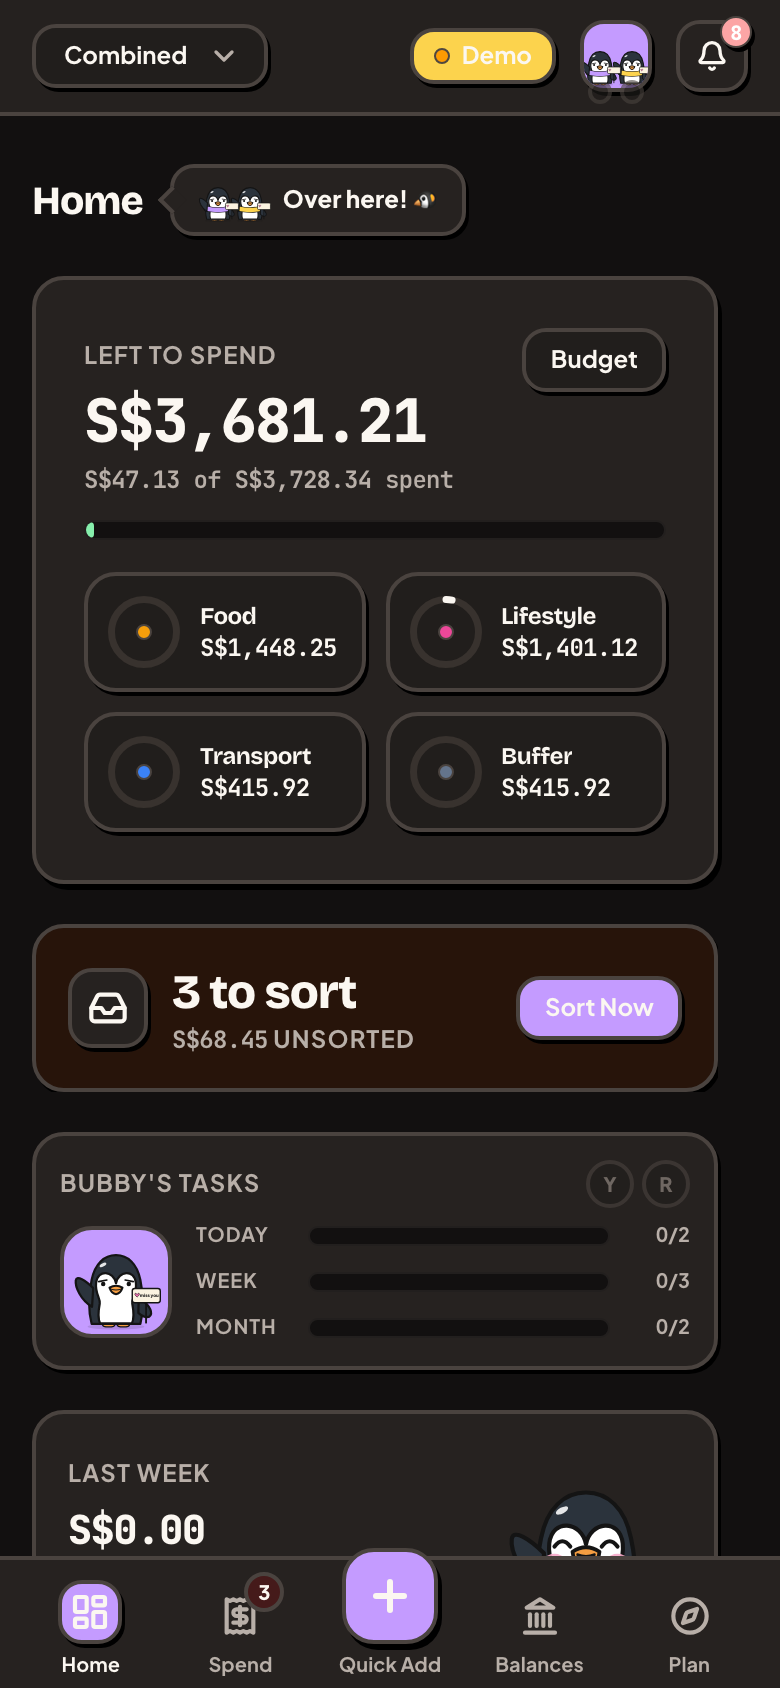 Combined
Demo
8
Home
Over here!
LEFT TO SPEND
Budget
S$3,681.21
S$47.13 of S$3,728.34 spent
Food
S$1,448.25
Lifestyle
S$1,401.12
Transport
S$415.92
Buffer
S$415.92
3 to sort
S$68.45 UNSORTED
Sort Now
BUBBY'S TASKS
Y
R
TODAY
0/2
WEEK
0/3
miss you
MONTH
0/2
LAST WEEK
S$0.00
3
Home
Spend
Quick Add
Balances
Plan